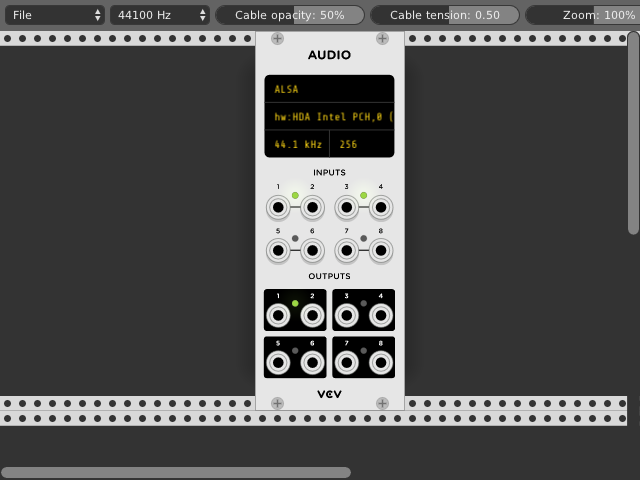 File 44100 Hz Cable opacity: 50% Cable tension: 0.50 Zoom: 100%
AUDIO
ALSA
hw:HDA Intel PCH,0 (
44.1 kHz 256
INPUTS
1 2 3 4
5 6 7 8
OUTPUTS
1 2 3 4
5 6 7 8
VCV